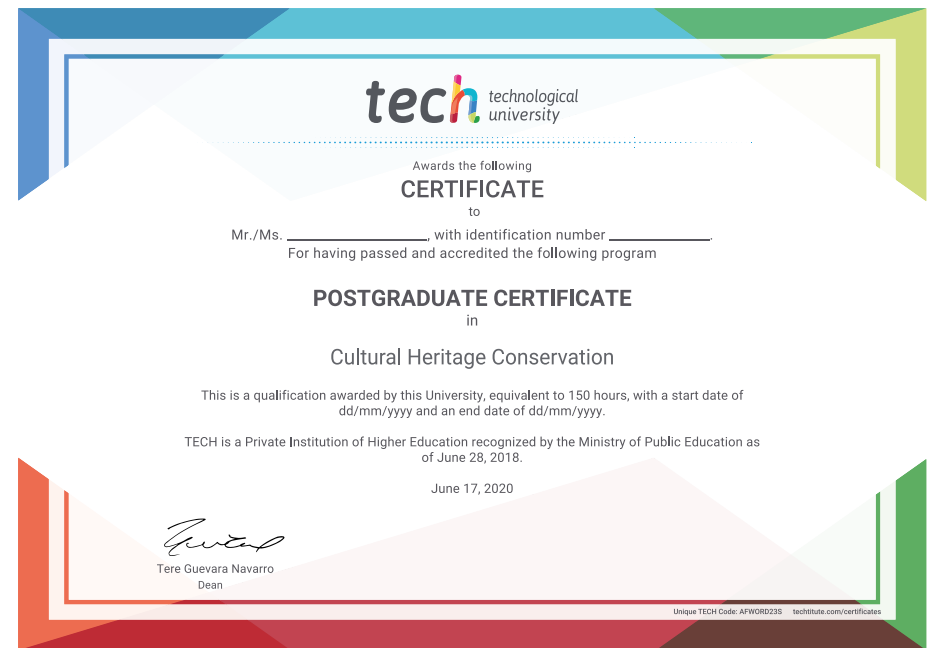 tech technological
university
Awards the following
CERTIFICATE
to
Mr./Ms. ____________________, with identification number ______________.
For having passed and accredited the following program
POSTGRADUATE CERTIFICATE
in
Cultural Heritage Conservation
This is a qualification awarded by this University, equivalent to 150 hours, with a start date of
dd/mm/yyyy and an end date of dd/mm/yyyy.
TECH is a Private Institution of Higher Education recognized by the Ministry of Public Education as
of June 28, 2018.
June 17, 2020
Tere Guevara Navarro
Dean
Unique TECH Code: AFWORD23S techtitute.com/certificates